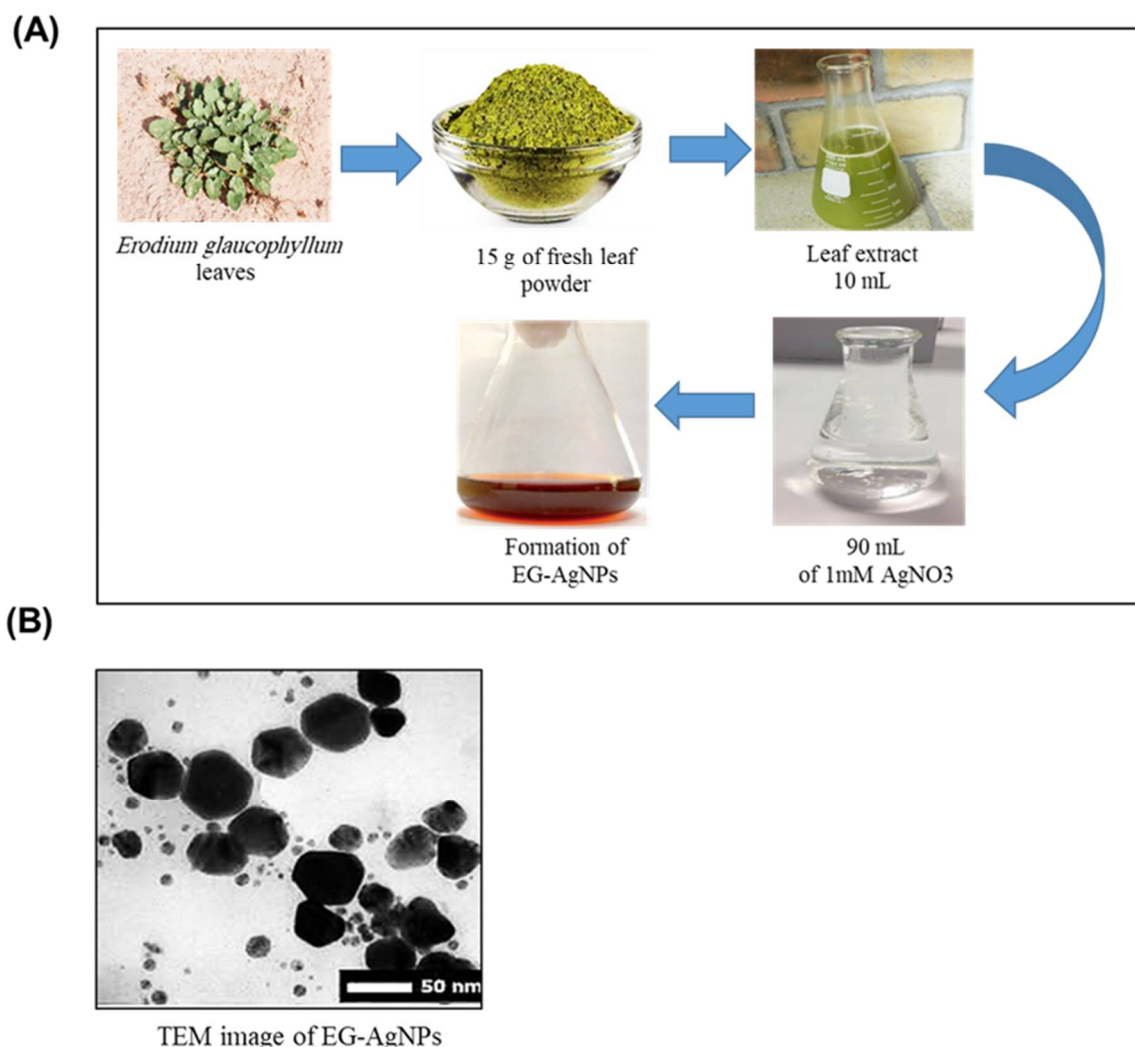 (A)
Erodium glaucophyllum
leaves
15 g of fresh leaf
powder
Leaf extract
10 mL
Formation of
EG-AgNPs
90 mL
of 1mM AgNO3
(B)
50 nm
TEM image of EG-AgNPs